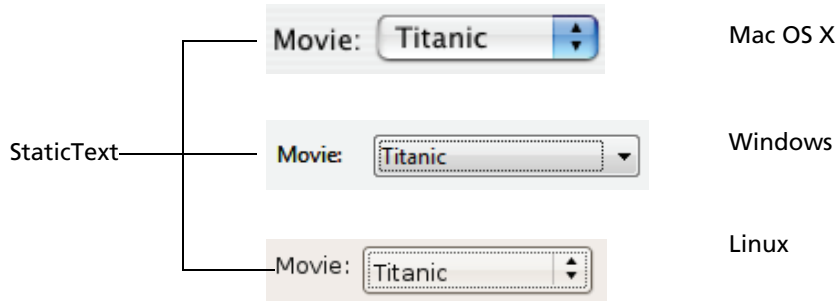 Movie: Titanic Mac OS X
StaticText Movie: Titanic Windows
Movie: Titanic Linux